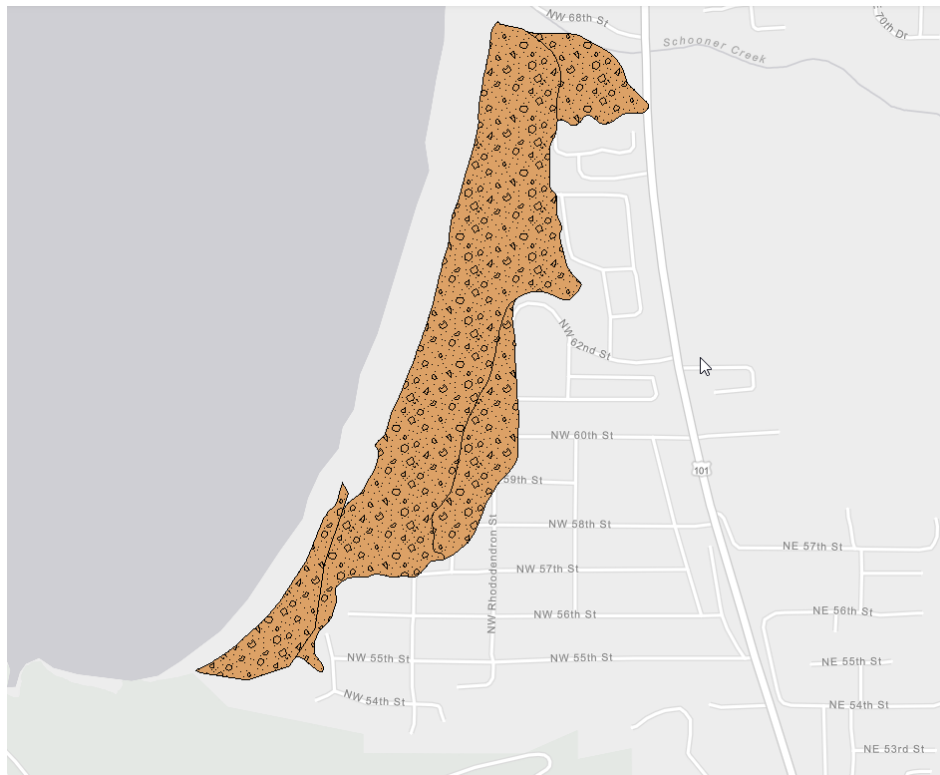 NW 68th St
E 70th Dr
Schooner Creek
NW 62nd St
NW 60th St
101
59th St
NW 58th St
NW Rhododendron St
NE 57th St
NW 57th St
NW 56th St
NE 56th St
NW 55th St
NW 55th St
NE 55th St
NW 54th St
NE 54th St
NE 53rd St